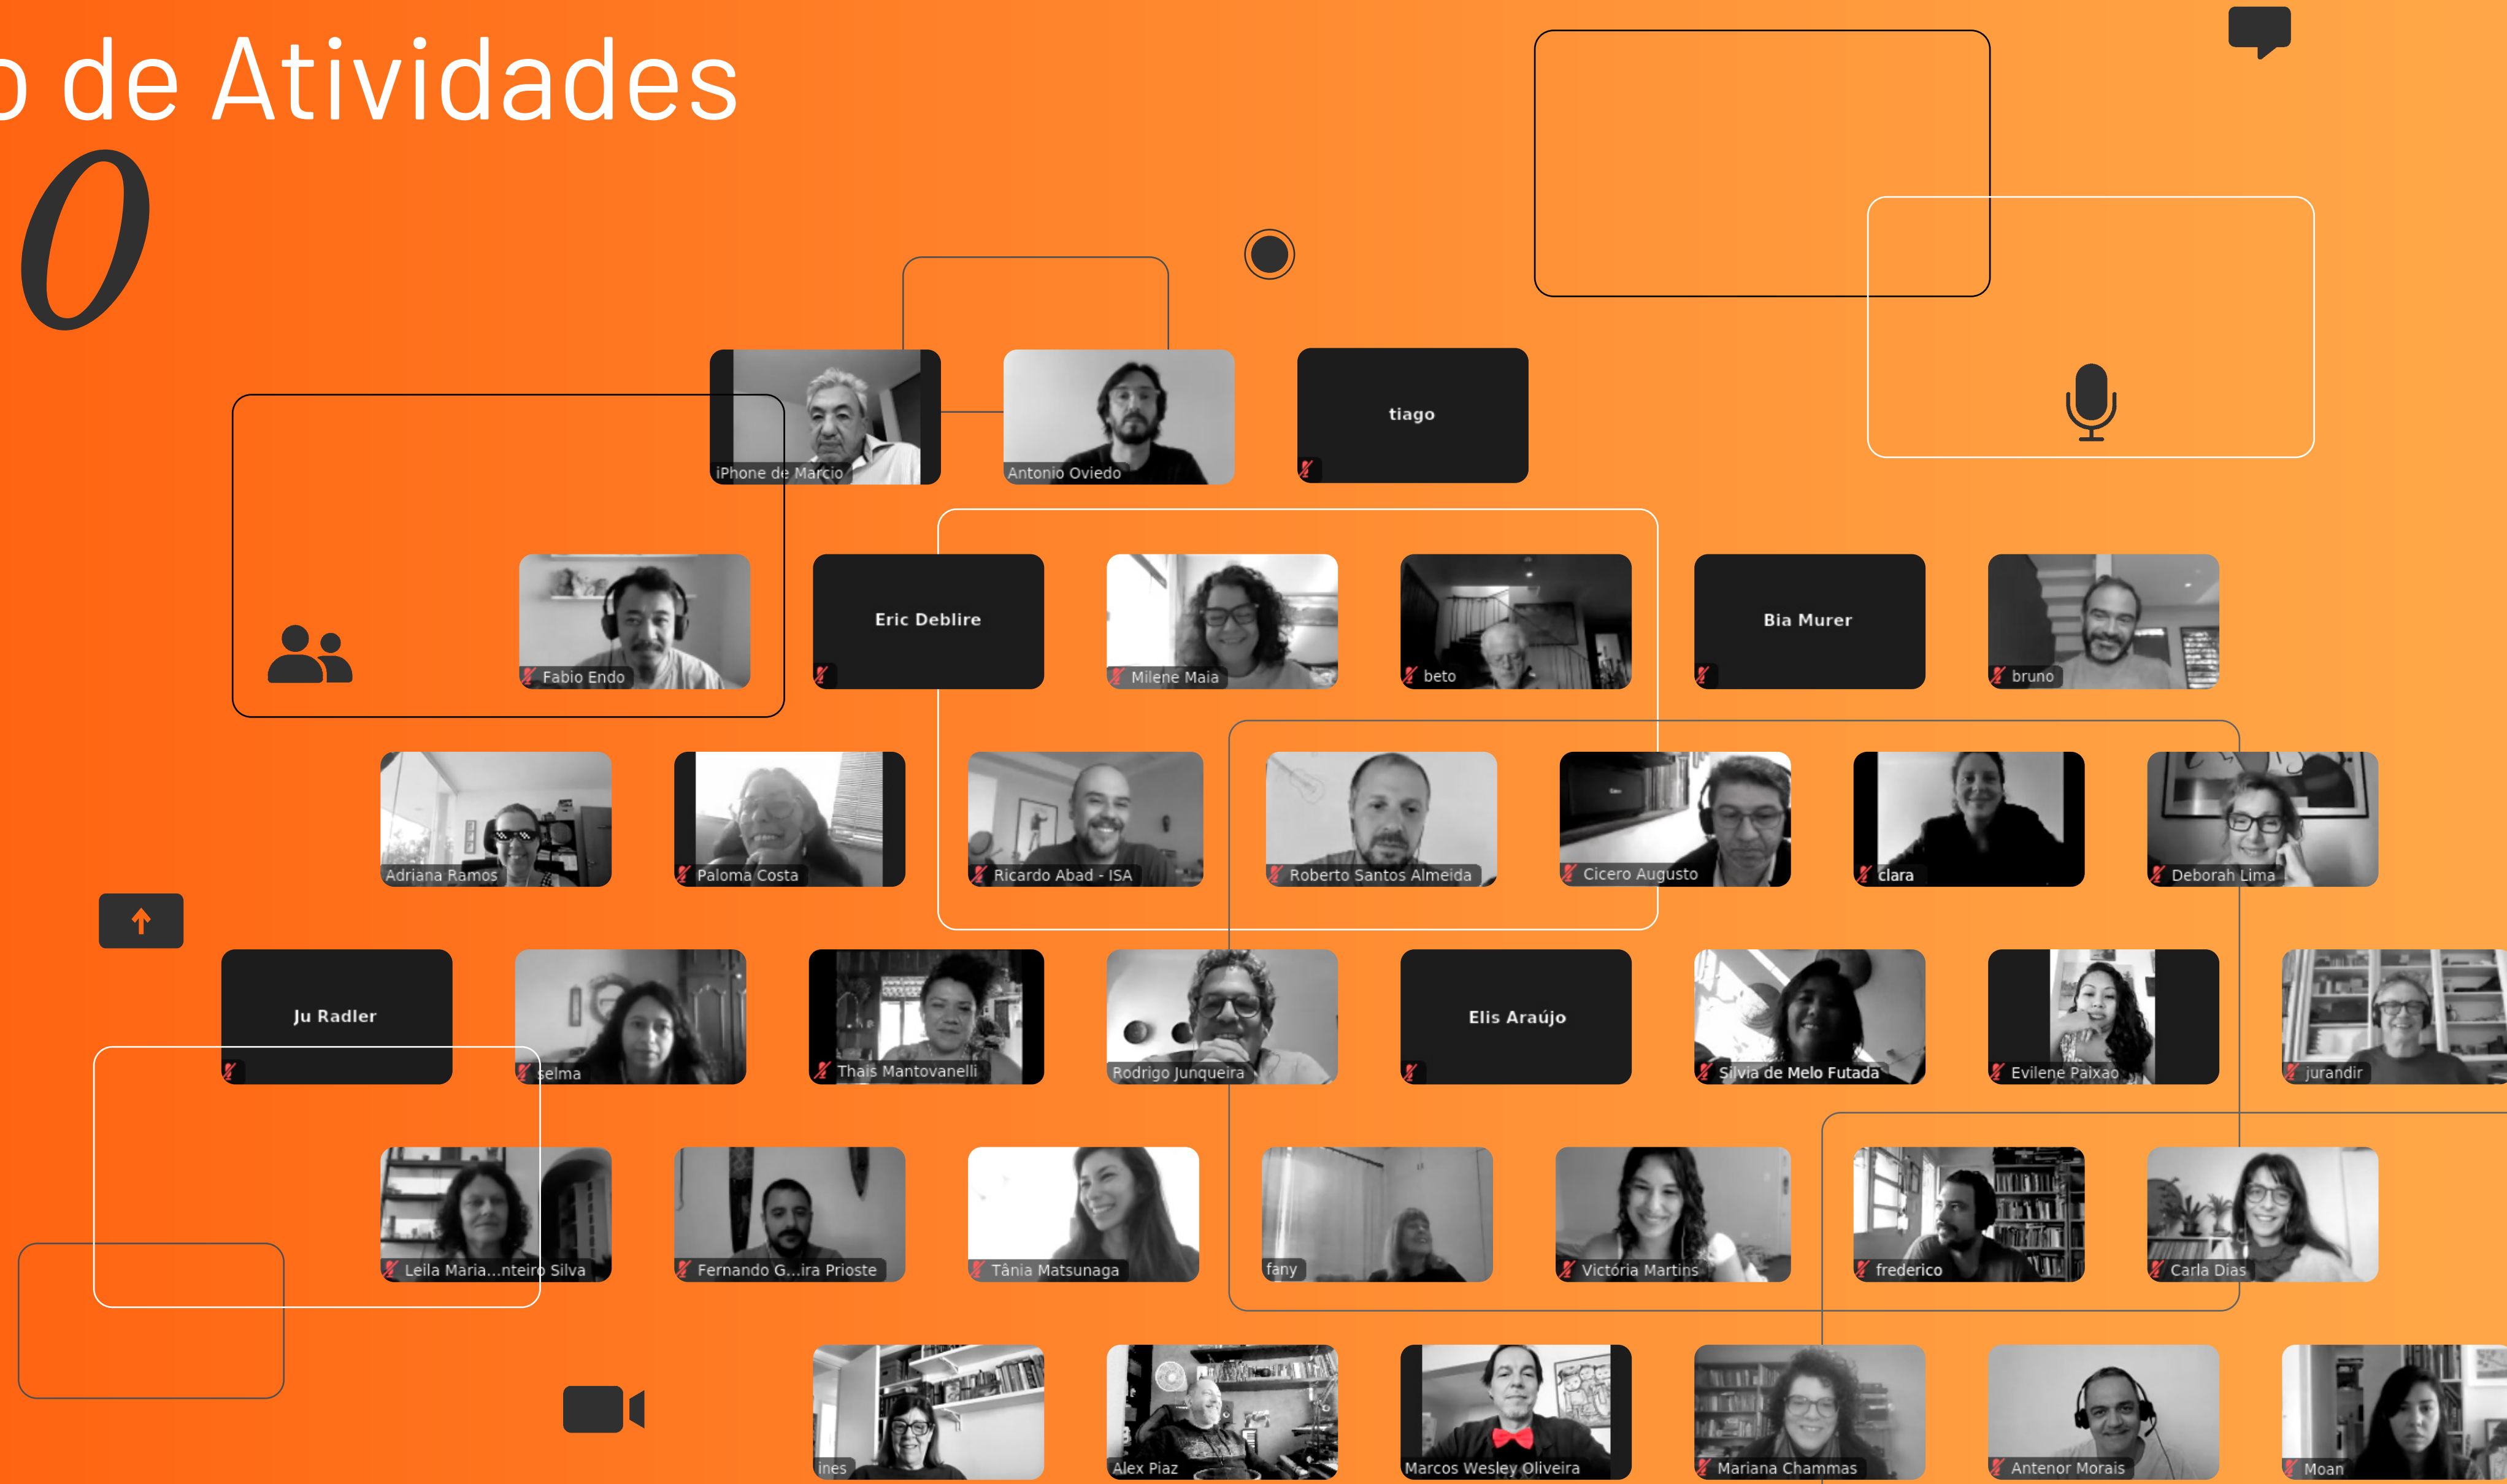 o de Atividades
0
iPhone de Marcio
Antonio Oviedo
tiago
Fabio Endo
Eric Deblire
Milene Maia
beto
Bia Murer
bruno
Adriana Ramos
Paloma Costa
Ricardo Abad - ISA
Roberto Santos Almeida
Cicero Augusto
clara
Deborah Lima
Ju Radler
selma
Thais Mantovanelli
Rodrigo Junqueira
Elis Araújo
Silvia de Melo Futada
Evilene Paixao
jurandir
Leila Maria...nteiro Silva
Fernando G...ira Prioste
Tânia Matsunaga
fany
Victória Martins
frederico
Carla Dias
ines
Alex Piaz
Marcos Wesley Oliveira
Mariana Chammas
Antenor Morais
Moan